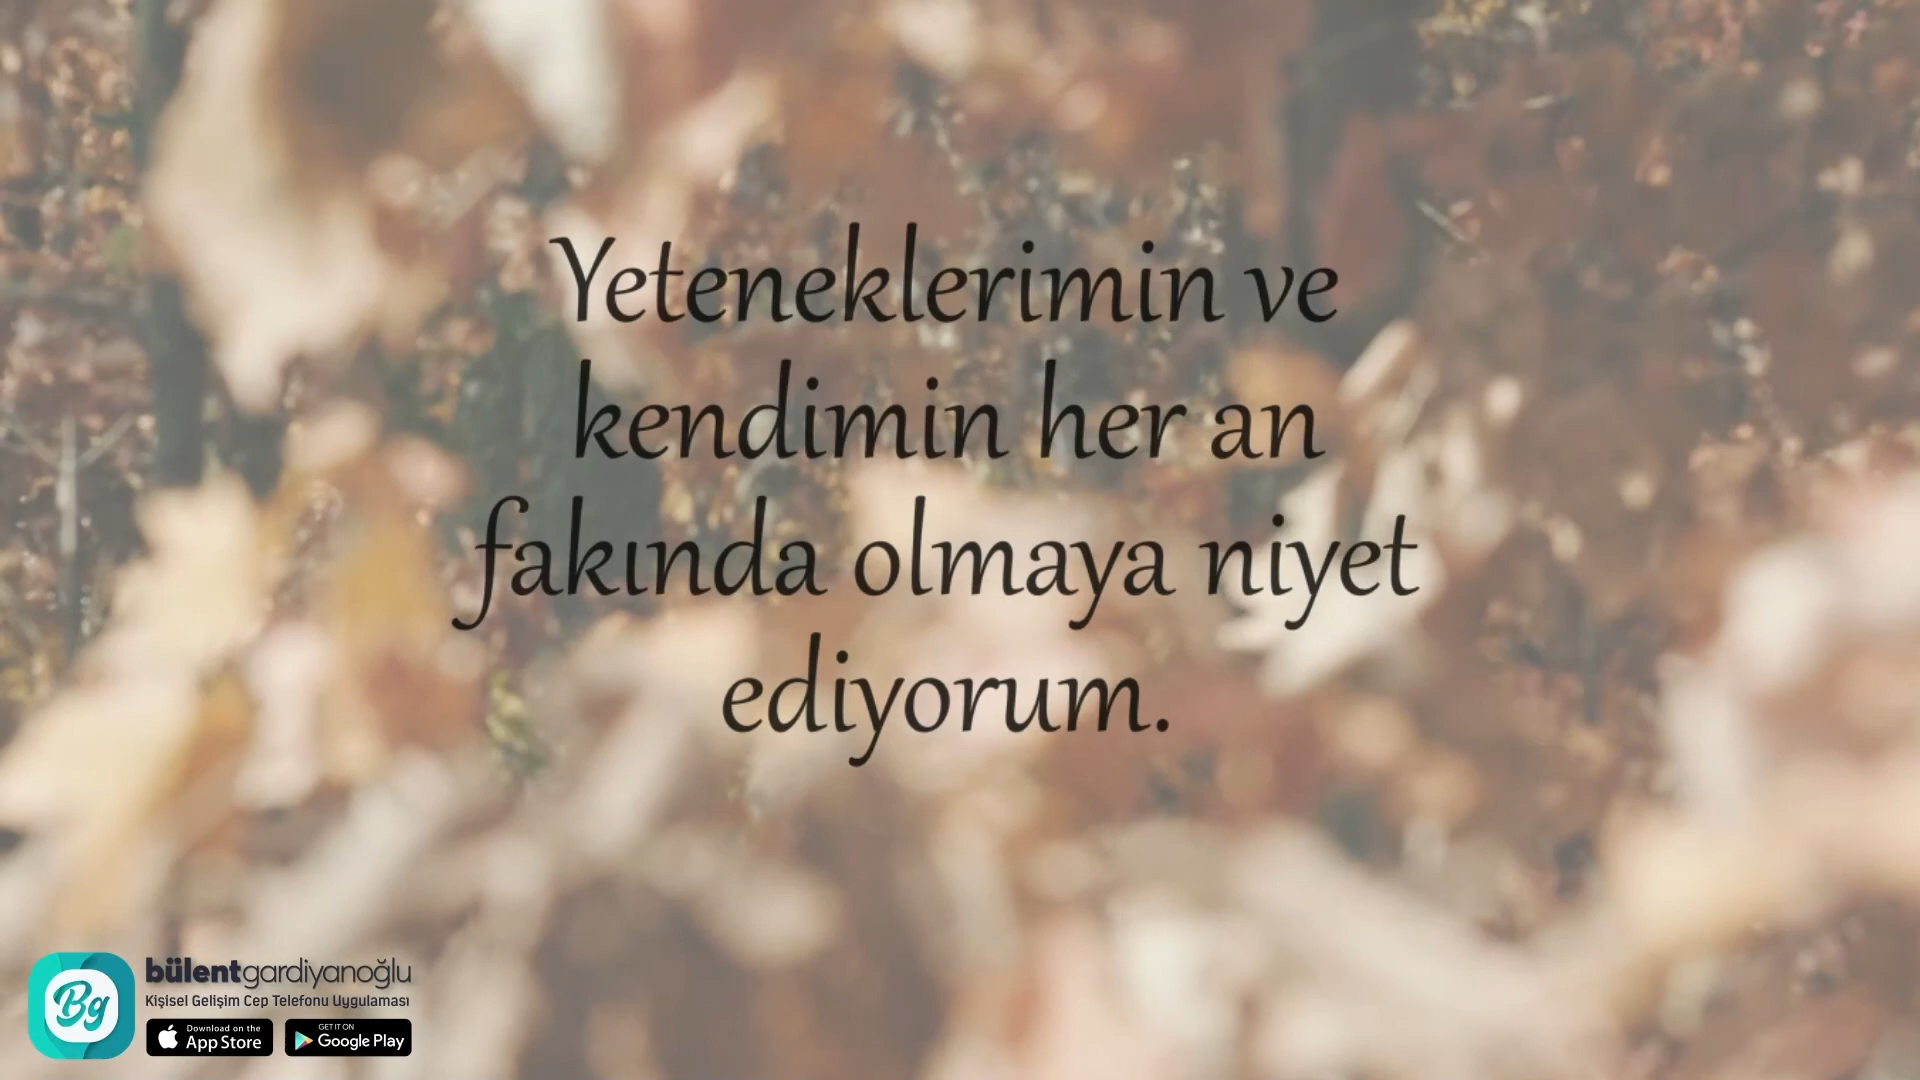 Yeteneklerimin ve
kendimin her an
fakında olmaya niyet
ediyorum.
Bg
bülentgardiyanoğlu
Kişisel Gelişim Cep Telefonu Uygulaması
Download on the
App Store
GET IT ON
Google Play